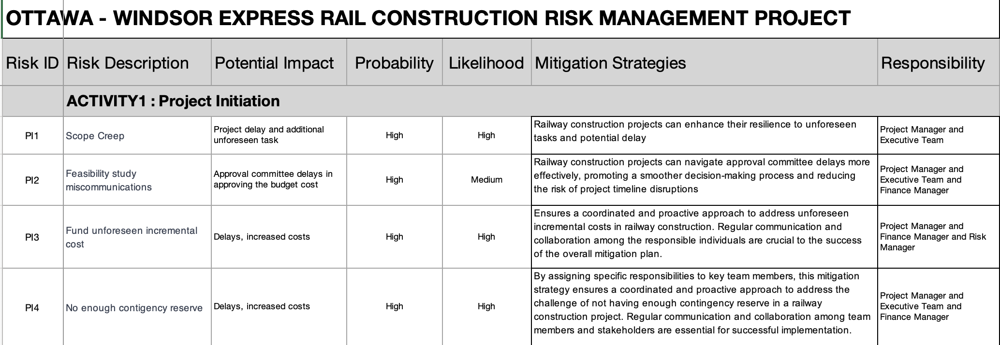 OTTAWA - WINDSOR EXPRESS RAIL CONSTRUCTION RISK MANAGEMENT PROJECT
Risk ID Risk Description Potential Impact Probability Likelihood Mitigation Strategies Responsibility
ACTIVITY1 : Project Initiation
PI1
Scope Creep
Project delay and additional
unforeseen task
High
High
Railway construction projects can enhance their resilience to unforeseen
tasks and potential delay
Project Manager and
Executive Team
PI2
Feasibility study
miscommunications
Approval committee delays in
approving the budget cost
High
Medium
Railway construction projects can navigate approval committee delays more
effectively, promoting a smoother decision-making process and reducing
the risk of project timeline disruptions
Project Manager and
Executive Team and
Finance Manager
PI3
Fund unforeseen incremental
cost
Delays, increased costs
High
High
Ensures a coordinated and proactive approach to address unforeseen
incremental costs in railway construction. Regular communication and
collaboration among the responsible individuals are crucial to the success
of the overall mitigation plan.
Project Manager and
Finance Manager and Risk
Manager
PI4
No enough contigency reserve
Delays, increased costs
High
High
By assigning specific responsibilities to key team members, this mitigation
strategy ensures a coordinated and proactive approach to address the
challenge of not having enough contingency reserve in a railway
construction project. Regular communication and collaboration among team
members and stakeholders are essential for successful implementation.
Project Manager and
Executive Team and
Finance Manager